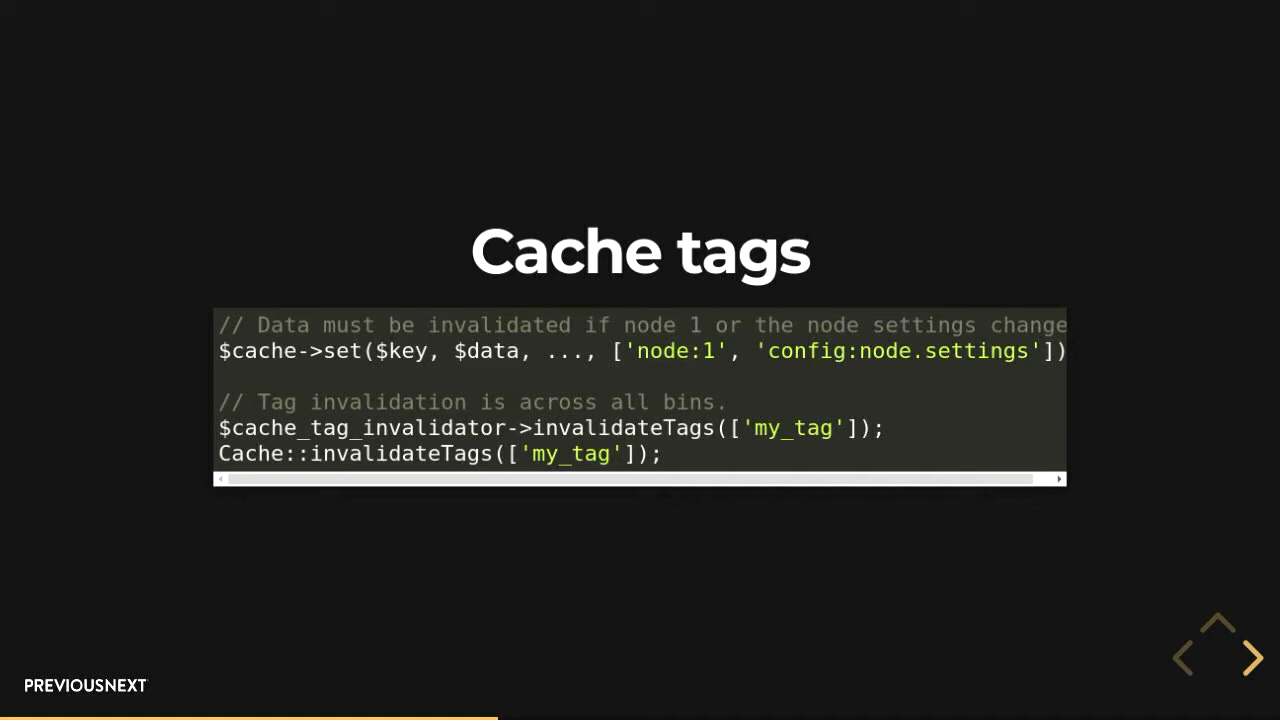 Cache tags
// Data must be invalidated if node 1 or the node settings change
$cache->set($key, $data, ..., ['node:1', 'config:node.settings'])
// Tag invalidation is across all bins.
$cache_tag_invalidator->invalidateTags(['my_tag']);
Cache::invalidateTags(['my_tag']);
PREVIOUSNEXT